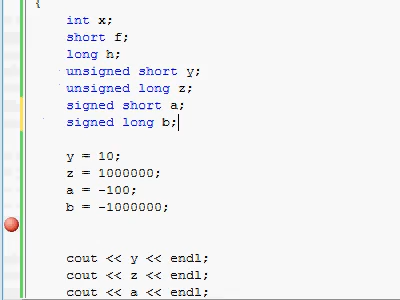 {
int x;
short f;
long h;
unsigned short y;
unsigned long z;
signed short a;
signed long b;
y = 10;
z = 1000000;
a = -100;
b = -1000000;
cout << y << endl;
cout << z << endl;
cout << a << endl;